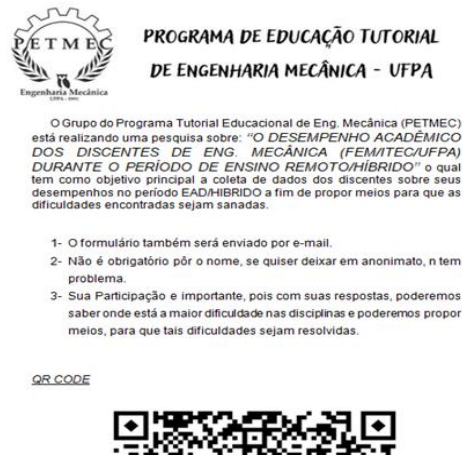 PETMEC
Engenharia Mecânica
PROGRAMA DE EDUCAÇÃO TUTORIAL
DE ENGENHARIA MECÂNICA - UFPA
O Grupo do Programa Tutorial Educacional de Eng. Mecânica (PETMEC)
está realizando uma pesquisa sobre: "O DESEMPENHO ACADÊMICO
DOS DISCENTES DE ENG. MECÂNICA (FEM/ITEC/UFPA)
DURANTE O PERÍODO DE ENSINO REMOTO/HÍBRIDO" o qual
tem como objetivo principal a coleta de dados dos discentes sobre seus
desempenhos no período EAD/HIBRIDO a fim de propor meios para que as
dificuldades encontradas sejam sanadas.
1- O formulário também será enviado por e-mail.
2- Não é obrigatório pôr o nome, se quiser deixar em anonimato, n tem
problema.
3- Sua Participação e importante, pois com suas respostas, poderemos
saber onde está a maior dificuldade nas disciplinas e poderemos propor
meios, para que tais dificuldades sejam resolvidas.
QR CODE